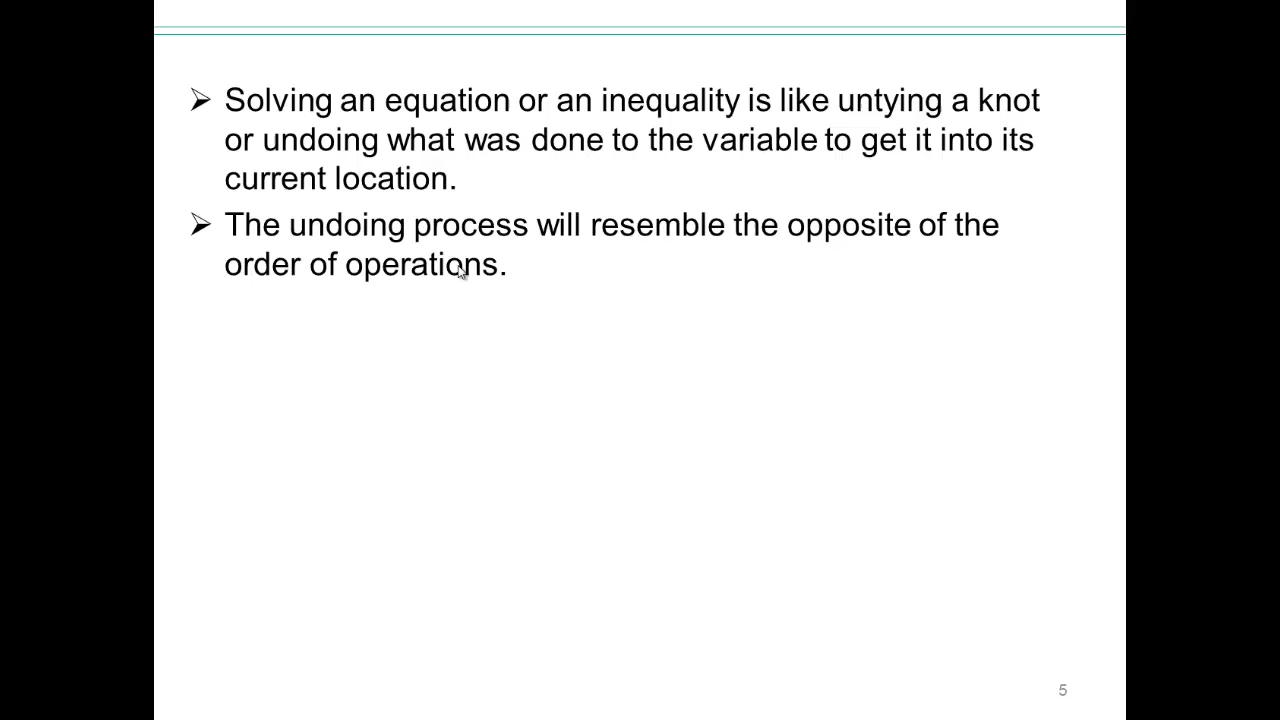 ➢ Solving an equation or an inequality is like untying a knot
or undoing what was done to the variable to get it into its
current location.
➢ The undoing process will resemble the opposite of the
order of operations.
5